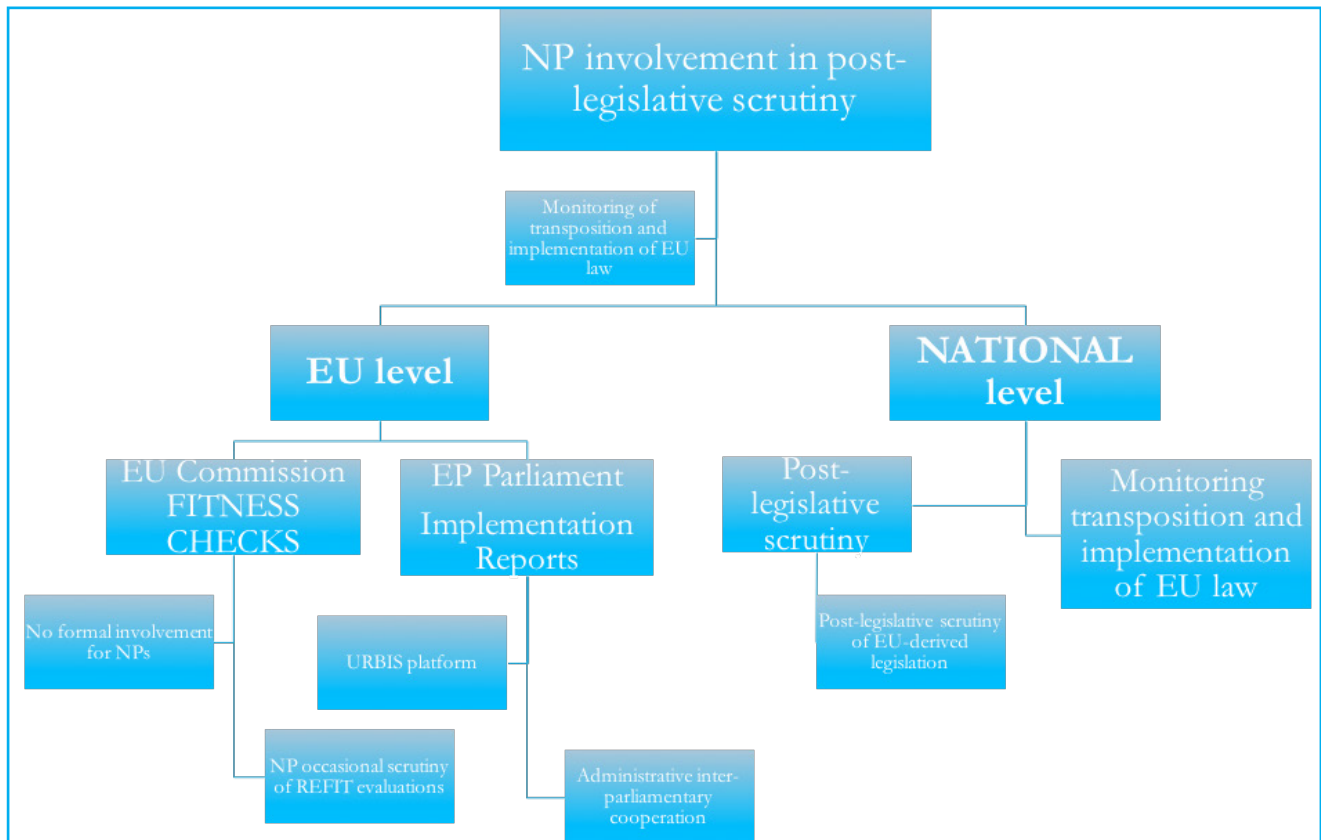 NP involvement in post-
legislative scrutiny
Monitoring of
transposition and
implementation of EU
law
EU level
NATIONAL
level
EU Commission
FITNESS
CHECKS
EP Parliament
Implementation
Reports
Post-
legislative
scrutiny
Monitoring
transposition and
implementation
of EU law
No formal involvement
for NPs
URBIS platform
Post-legislative scrutiny
of EU-derived
legislation
NP occasional scrutiny
of REFIT evaluations
Administrative inter-
parliamentary
cooperation